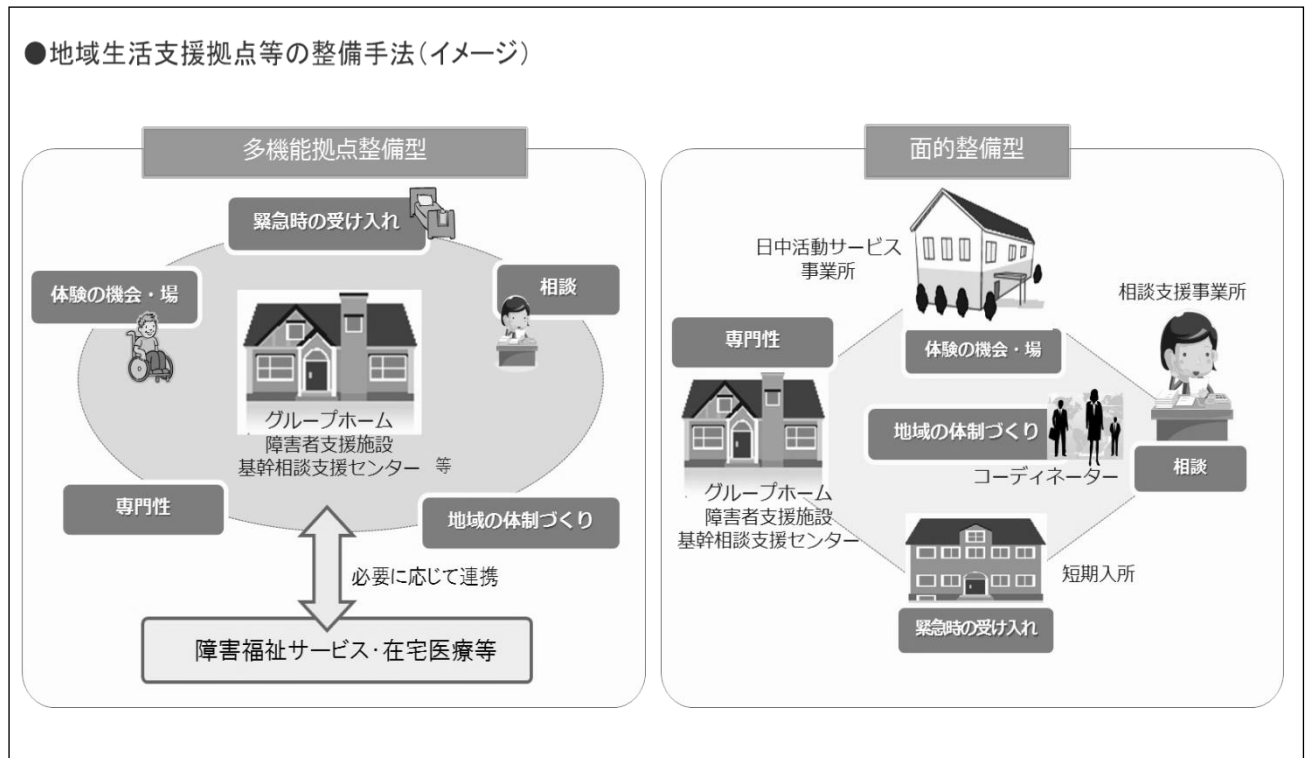 ●地域生活支援拠点等の整備手法（イメージ）
多機能拠点整備型
緊急時の受け入れ
体験の機会・場
相談
グループホーム
障害者支援施設
基幹相談支援センター 等
専門性
地域の体制づくり
必要に応じて連携
障害福祉サービス・在宅医療等
面的整備型
日中活動サービス
事業所
相談支援事業所
専門性
体験の機会・場
地域の体制づくり
コーディネーター
相談
グループホーム
障害者支援施設
基幹相談支援センター
短期入所
緊急時の受け入れ